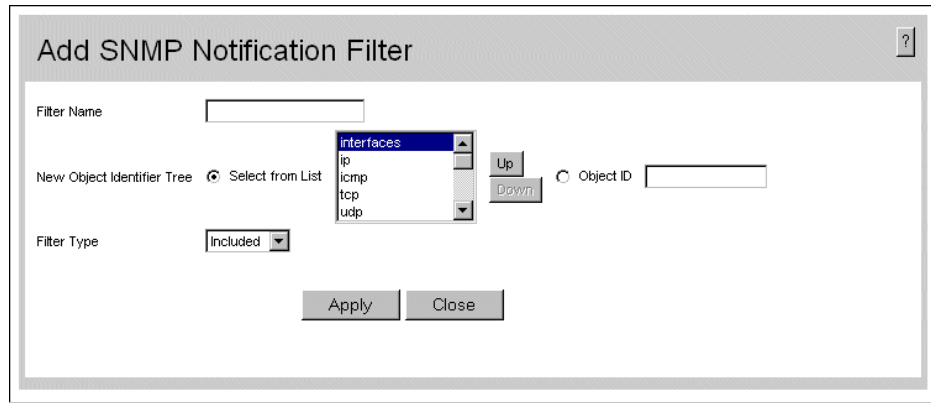 Add SNMP Notification Filter
?
Filter Name
New Object Identifier Tree
Select from List
interfaces
ip
icmp
tcp
udp
Up
Down
Object ID
Filter Type
Included
Apply
Close